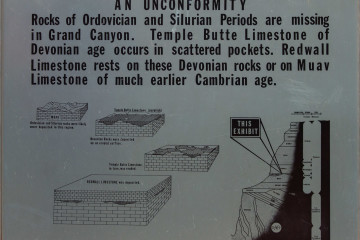 AN UNCONFORMITY
Rocks of Ordovician and Silurian Periods are missing
in Grand Canyon. Temple Butte Limestone of
Devonian age occurs in scattered pockets. Redwall
Limestone rests on these Devonian rocks or on Muav
Limestone of much earlier Cambrian age.
THIS
EXHIBIT